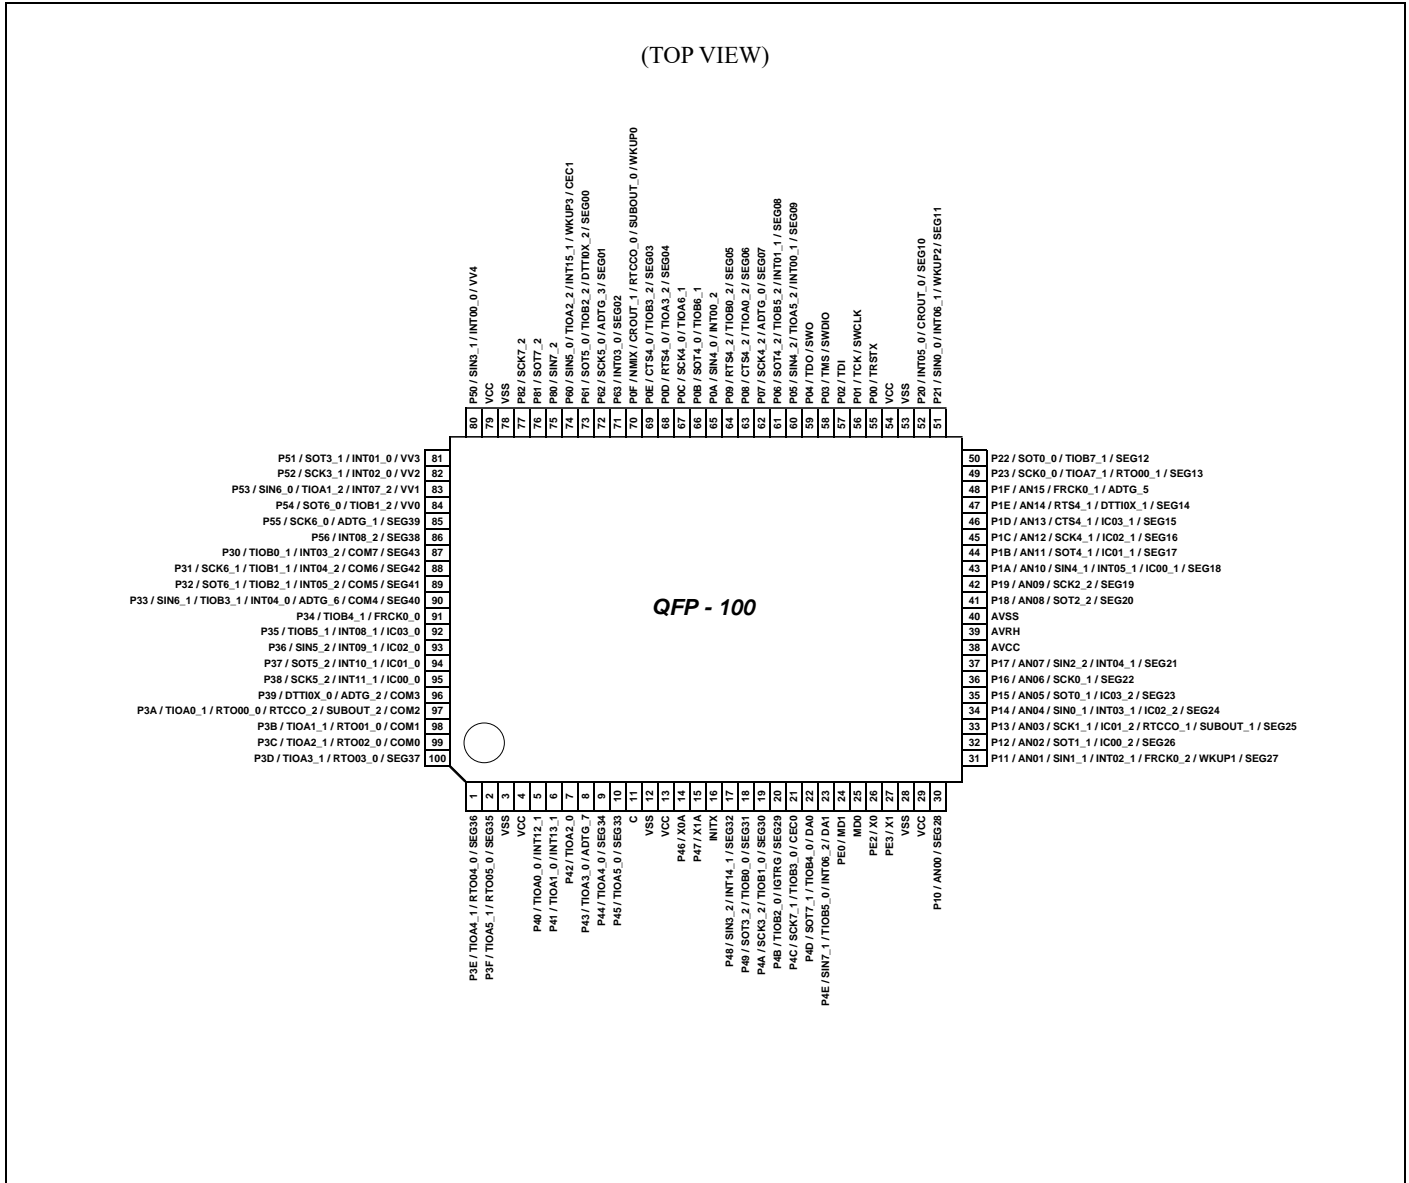 (TOP VIEW)
P50 / SIN3_1 / INT00_0 / VV4
VCC
VSS
P82 / SCK7_2
P81 / SOT7_2
P80 / SIN7_2
P60 / SIN5_0 / TIOA2_2 / INT15_1 / WKUP3 / CEC1
P61 / SOT5_0 / TIOB2_2 / DTTI0X_2 / SEG00
P62 / SCK5_0 / ADTG_3 / SEG01
P63 / INT03_0 / SEG02
P0F / NMIX / CROUT_1 / RTCCO_0 / SUBOUT_0 / WKUP0
P0E / CTS4_0 / TIOB3_2 / SEG03
P0D / RTS4_0 / TIOA3_2 / SEG04
P0C / SCK4_0 / TIOA6_1
P0B / SOT4_0 / TIOB6_1
P0A / SIN4_0 / INT00_2
P09 / RTS4_2 / TIOB0_2 / SEG05
P08 / CTS4_2 / TIOA0_2 / SEG06
P07 / SCK4_2 / ADTG_0 / SEG07
P06 / SOT4_2 / TIOB5_2 / INT01_1 / SEG08
P05 / SIN4_2 / TIOA5_2 / INT00_1 / SEG09
P04 / TDO / SWO
P03 / TMS / SWDIO
P02 / TDI
P01 / TCK / SWCLK
P00 / TRSTX
VCC
VSS
P20 / INT05_0 / CROUT_0 / SEG10
P21 / SIN0_0 / INT06_1 / WKUP2 / SEG11
80 79 78 77 76 75 74 73 72 71 70 69 68 67 66 65 64 63 62 61 60 59 58 57 56 55 54 53 52 51
P51 / SOT3_1 / INT01_0 / VV3 81
P52 / SCK3_1 / INT02_0 / VV2 82
P53 / SIN6_0 / TIOA1_2 / INT07_2 / VV1 83
P54 / SOT6_0 / TIOB1_2 / VV0 84
P55 / SCK6_0 / ADTG_1 / SEG39 85
P56 / INT08_2 / SEG38 86
P30 / TIOB0_1 / INT03_2 / COM7 / SEG43 87
P31 / SCK6_1 / TIOB1_1 / INT04_2 / COM6 / SEG42 88
P32 / SOT6_1 / TIOB2_1 / INT05_2 / COM5 / SEG41 89
P33 / SIN6_1 / TIOB3_1 / INT04_0 / ADTG_6 / COM4 / SEG40 90
P34 / TIOB4_1 / FRCK0_0 91
P35 / TIOB5_1 / INT08_1 / IC03_0 92
P36 / SIN5_2 / INT09_1 / IC02_0 93
P37 / SOT5_2 / INT10_1 / IC01_0 94
P38 / SCK5_2 / INT11_1 / IC00_0 95
P39 / DTTI0X_0 / ADTG_2 / COM3 96
P3A / TIOA0_1 / RTO00_0 / RTCCO_2 / SUBOUT_2 / COM2 97
P3B / TIOA1_1 / RTO01_0 / COM1 98
P3C / TIOA2_1 / RTO02_0 / COM0 99
P3D / TIOA3_1 / RTO03_0 / SEG37 100
QFP - 100
50 P22 / SOT0_0 / TIOB7_1 / SEG12
49 P23 / SCK0_0 / TIOA7_1 / RTO00_1 / SEG13
48 P1F / AN15 / FRCK0_1 / ADTG_5
47 P1E / AN14 / RTS4_1 / DTTI0X_1 / SEG14
46 P1D / AN13 / CTS4_1 / IC03_1 / SEG15
45 P1C / AN12 / SCK4_1 / IC02_1 / SEG16
44 P1B / AN11 / SOT4_1 / IC01_1 / SEG17
43 P1A / AN10 / SIN4_1 / INT05_1 / IC00_1 / SEG18
42 P19 / AN09 / SCK2_2 / SEG19
41 P18 / AN08 / SOT2_2 / SEG20
40 AVSS
39 AVRH
38 AVCC
37 P17 / AN07 / SIN2_2 / INT04_1 / SEG21
36 P16 / AN06 / SCK0_1 / SEG22
35 P15 / AN05 / SOT0_1 / IC03_2 / SEG23
34 P14 / AN04 / SIN0_1 / INT03_1 / IC02_2 / SEG24
33 P13 / AN03 / SCK1_1 / IC01_2 / RTCCO_1 / SUBOUT_1 / SEG25
32 P12 / AN02 / SOT1_1 / IC00_2 / SEG26
31 P11 / AN01 / SIN1_1 / INT02_1 / FRCK0_2 / WKUP1 / SEG27
1 2 3 4 5 6 7 8 9 10 11 12 13 14 15 16 17 18 19 20 21 22 23 24 25 26 27 28 29 30
P3E / TIOA4_1 / RTO04_0 / SEG36
P3F / TIOA5_1 / RTO05_0 / SEG35
VSS
VCC
P40 / TIOA0_0 / INT12_1
P41 / TIOA1_0 / INT13_1
P42 / TIOA2_0
P43 / TIOA3_0 / ADTG_7
P44 / TIOA4_0 / SEG34
P45 / TIOA5_0 / SEG33
C
VSS
VCC
P46 / X0A
P47 / X1A
INITX
P48 / SIN3_2 / INT14_1 / SEG32
P49 / SOT3_2 / TIOB0_0 / SEG31
P4A / SCK3_2 / TIOB1_0 / SEG30
P4B / TIOB2_0 / IGTRG / SEG29
P4C / SCK7_1 / TIOB3_0 / CEC0
P4D / SOT7_1 / TIOB4_0 / DA0
P4E / SIN7_1 / TIOB5_0 / INT06_2 / DA1
PE0 / MD1
MD0
PE2 / X0
PE3 / X1
VSS
VCC
P10 / AN00 / SEG28